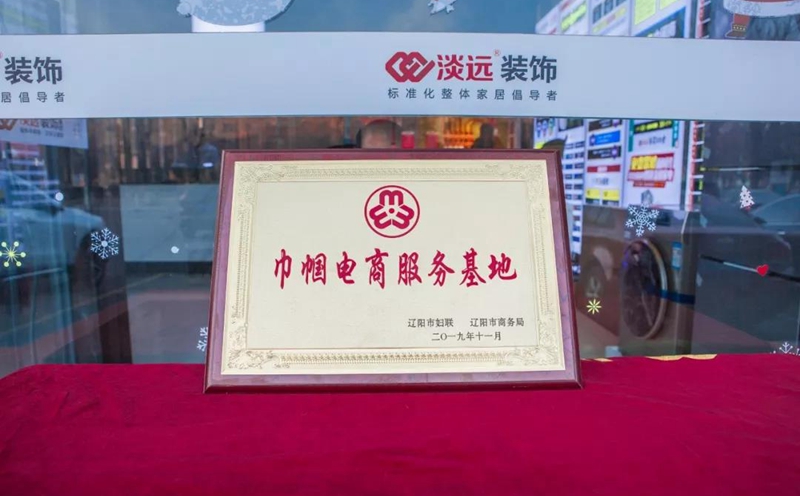 装饰
居倡导者
淡远®装饰
标准化整体家居倡导者
巾帼电商服务基地
辽阳市妇联 辽阳市商务局
二〇一九年十一月